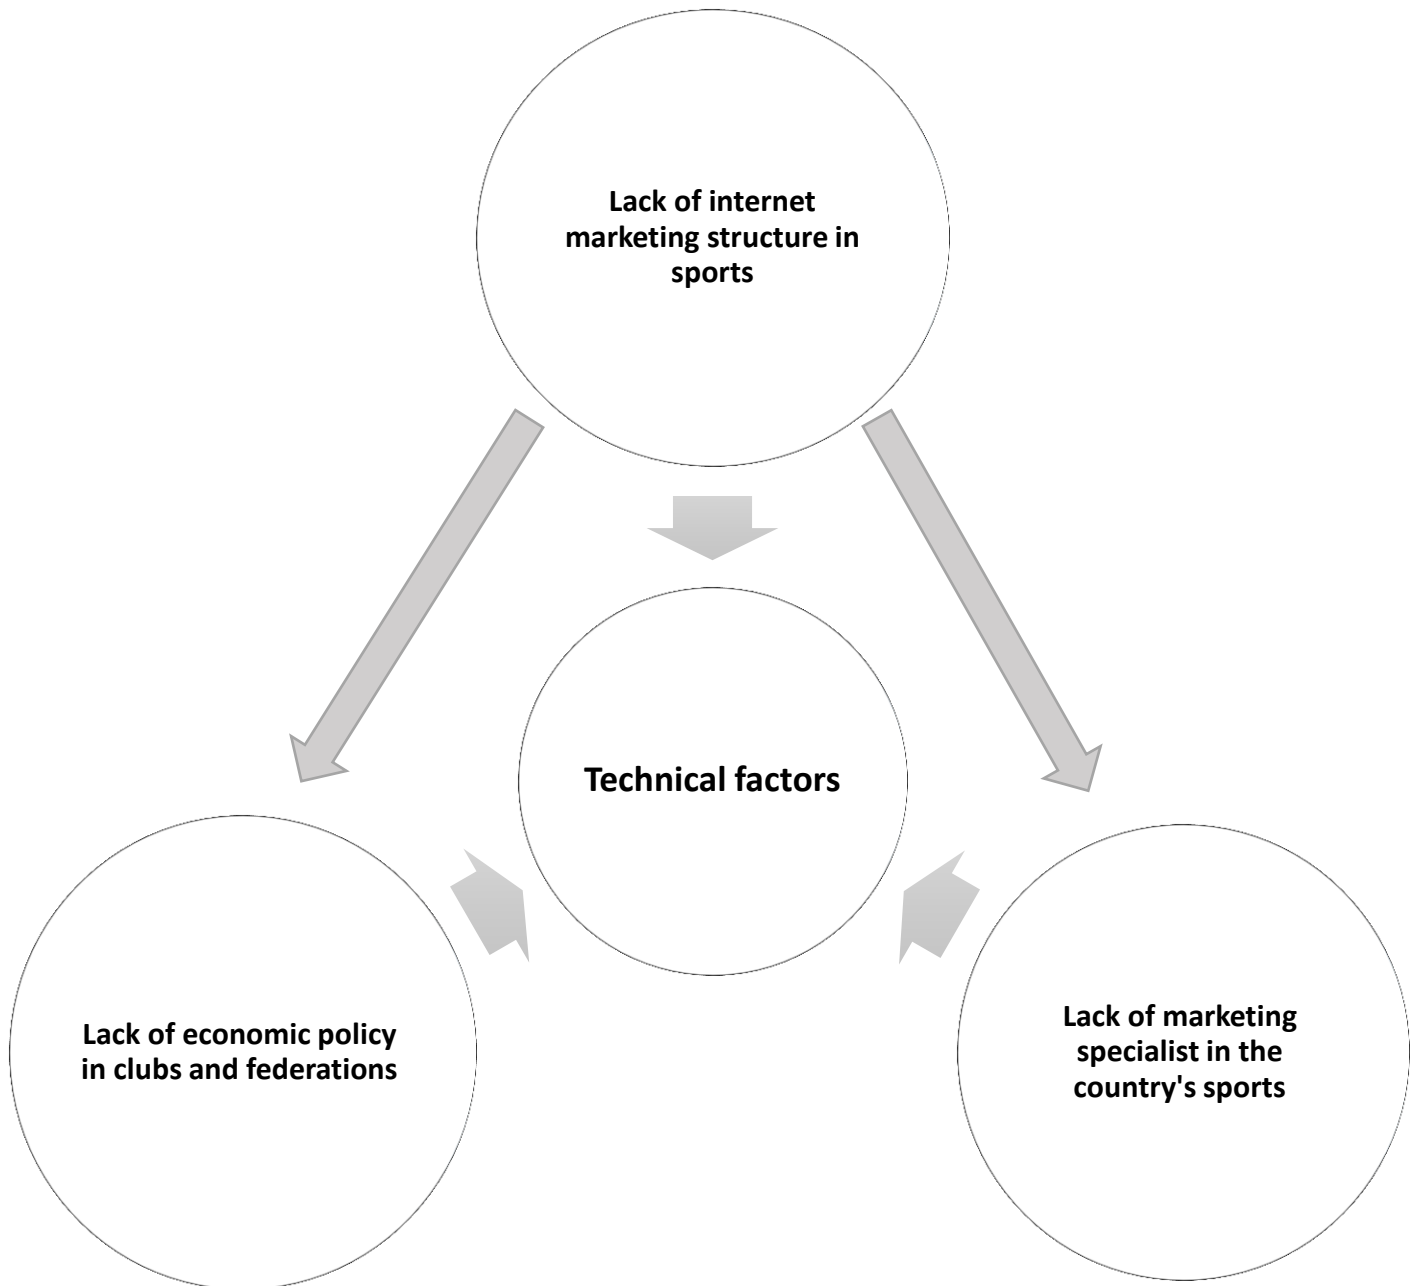 Lack of internet
marketing structure in
sports
Technical factors
Lack of economic policy
in clubs and federations
Lack of marketing
specialist in the
country's sports